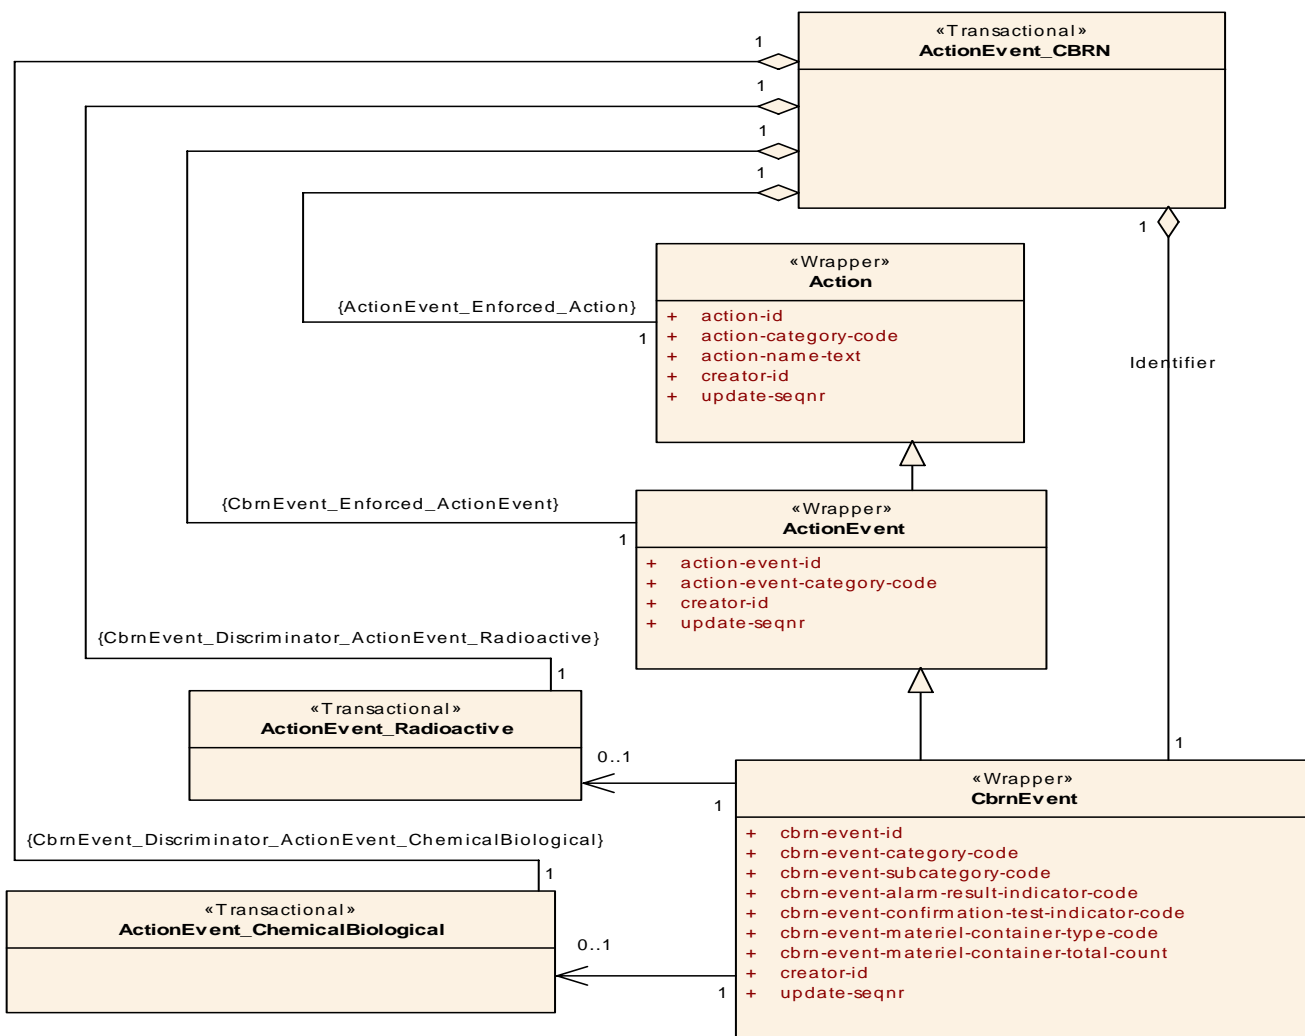 «Transactional»
ActionEvent_CBRN
1
1
1
1
1
«Wrapper»
Action
+ action-id
+ action-category-code
+ action-name-text
+ creator-id
+ update-seqnr
{ActionEvent_Enforced_Action}
1
Identifier
{CbrnEvent_Enforced_ActionEvent}
1
«Wrapper»
ActionEvent
+ action-event-id
+ action-event-category-code
+ creator-id
+ update-seqnr
{CbrnEvent_Discriminator_ActionEvent_Radioactive}
1
«Transactional»
ActionEvent_Radioactive
0..1
1
1
«Wrapper»
CbrnEvent
+ cbrn-event-id
+ cbrn-event-category-code
+ cbrn-event-subcategory-code
+ cbrn-event-alarm-result-indicator-code
+ cbrn-event-confirmation-test-indicator-code
+ cbrn-event-materiel-container-type-code
+ cbrn-event-materiel-container-total-count
+ creator-id
+ update-seqnr
{CbrnEvent_Discriminator_ActionEvent_ChemicalBiological}
1
«Transactional»
ActionEvent_ChemicalBiological
0..1
1